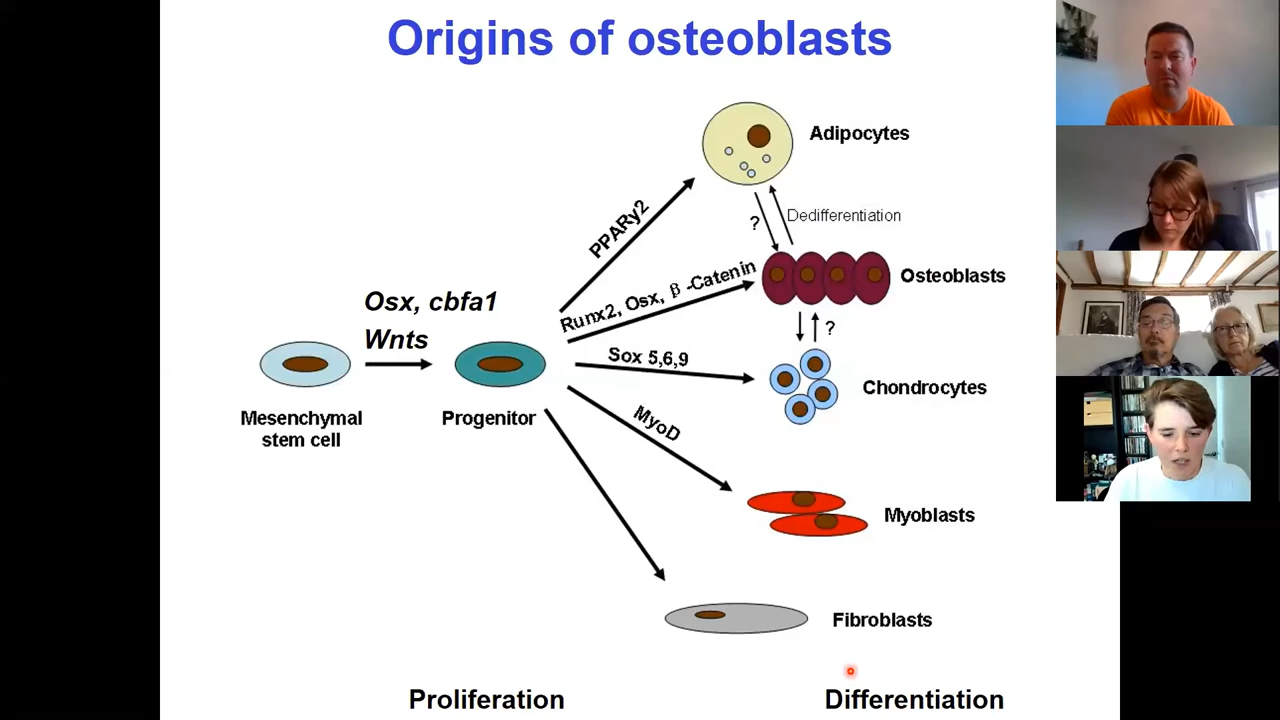 Origins of osteoblasts
Adipocytes
PPARy2
?
Dedifferentiation
Runx2, Osx, β -Catenin
Osteoblasts
Osx, cbfa1
Wnts
?
Sox 5,6,9
Chondrocytes
Mesenchymal
stem cell
Progenitor
MyoD
Myoblasts
Fibroblasts
Proliferation
Differentiation